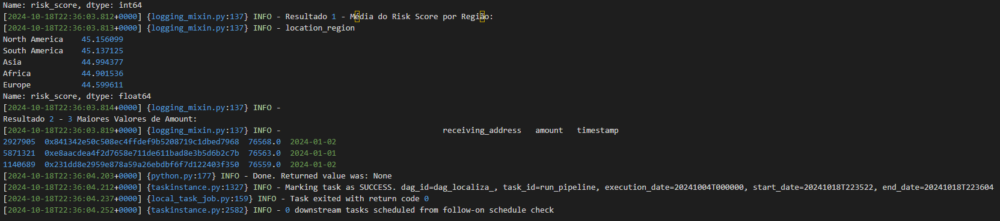 Name: risk_score, dtype: int64
[2024-10-18T22:36:03.812+0000] {logging_mixin.py:137} INFO - Resultado 1 - Média do Risk Score por Região:
[2024-10-18T22:36:03.813+0000] {logging_mixin.py:137} INFO - location_region
North America    45.156099
South America    45.137125
Asia             44.994377
Africa           44.901536
Europe           44.599611
Name: risk_score, dtype: float64
[2024-10-18T22:36:03.814+0000] {logging_mixin.py:137} INFO -
Resultado 2 - 3 Maiores Valores de Amount:
[2024-10-18T22:36:03.819+0000] {logging_mixin.py:137} INFO -                                   receiving_address   amount   timestamp
2927905  0x841342e50c508ec4ffdef9b5208719c1dbed7968  76568.0  2024-01-02
5871321  0xe8aacdea4f2d7658e711de611bad8e3b5d6b2c7b  76563.0  2024-01-01
1140689  0x231dd8e2959e878a59a26ebdbf6f7d122403f350  76559.0  2024-01-02
[2024-10-18T22:36:04.203+0000] {python.py:177} INFO - Done. Returned value was: None
[2024-10-18T22:36:04.212+0000] {taskinstance.py:1327} INFO - Marking task as SUCCESS. dag_id=dag_localiza_, task_id=run_pipeline, execution_date=20241004T000000, start_date=20241018T223522, end_date=20241018T223604
[2024-10-18T22:36:04.237+0000] {local_task_job.py:159} INFO - Task exited with return code 0
[2024-10-18T22:36:04.252+0000] {taskinstance.py:2582} INFO - 0 downstream tasks scheduled from follow-on schedule check